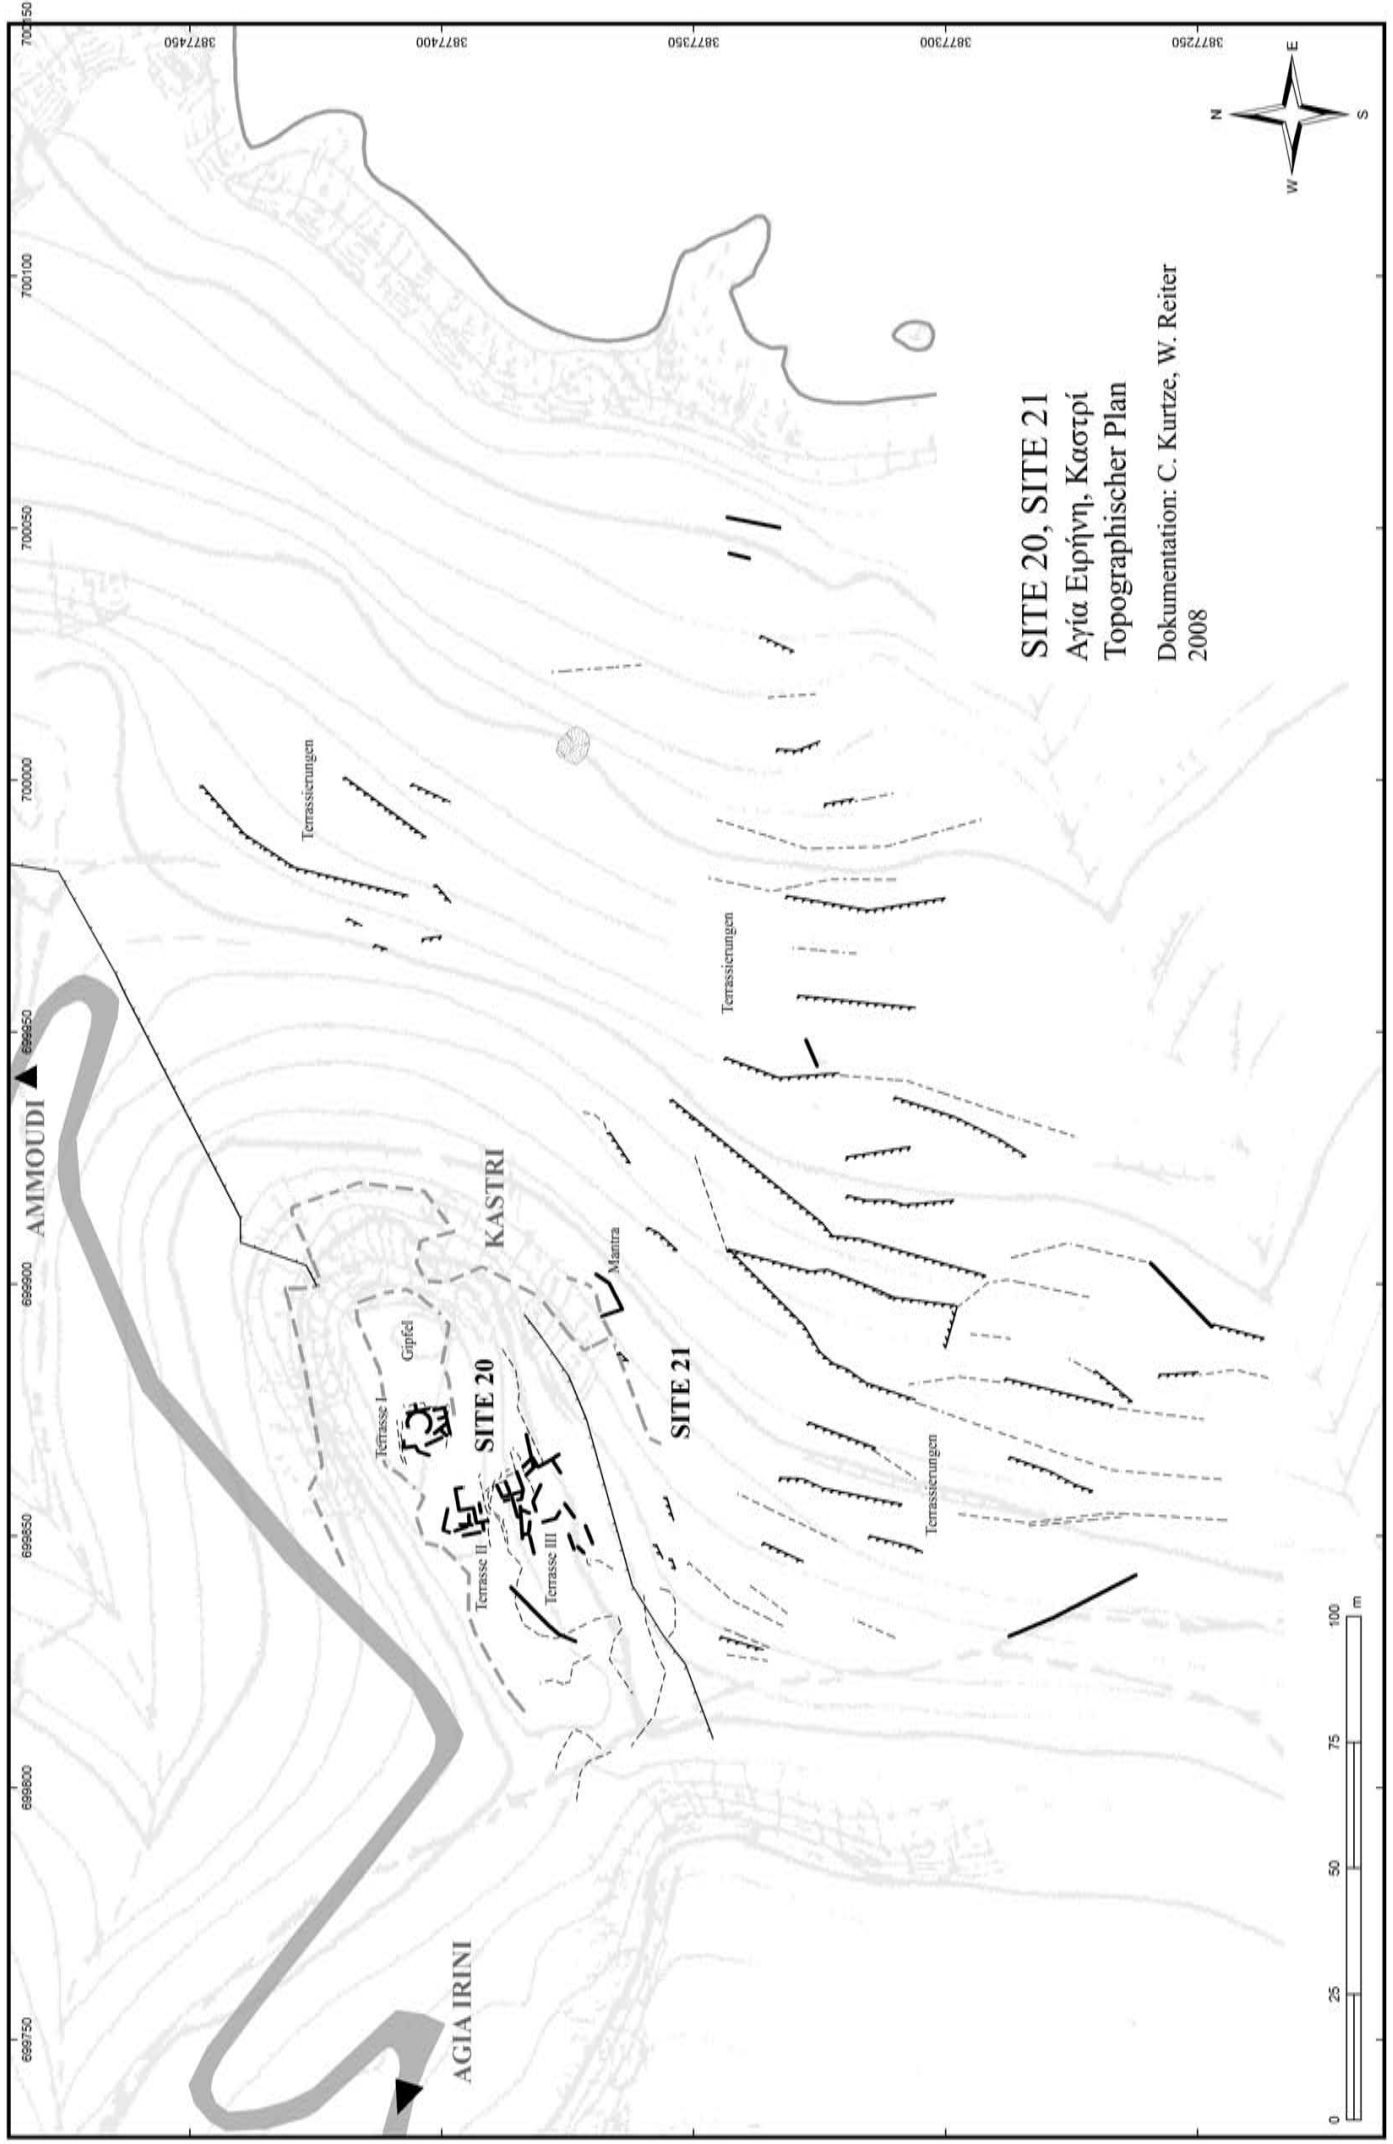 699750
699800
699850
699900
699950
700000
700050
700100
700150
3877450
3877400
3877350
3877300
3877250
AMMOUDI
AGIA IRINI
KASTRI
Gipfel
Terrasse I
SITE 20
Terrasse II
Terrasse III
Mantra
SITE 21
Terrassierungen
Terrassierungen
Terrassierungen
SITE 20, SITE 21
Αγία Ειρήνη, Καστρί
Topographischer Plan
Dokumentation: C. Kurtze, W. Reiter
2008
N
W
E
S
0
25
50
75
100
m